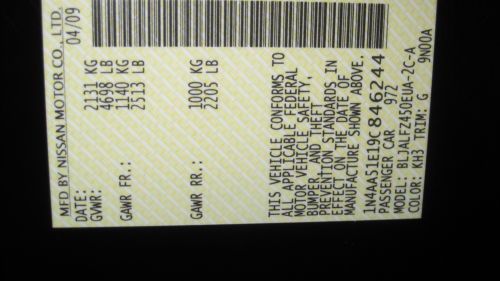 MFD BY NISSAN MOTOR CO., LTD.
DATE: 04/09
GVWR: 2131 KG
4698 LB
GAWR FR.: 1140 KG
2513 LB
GAWR RR.: 1000 KG
2205 LB
THIS VEHICLE CONFORMS TO
ALL APPLICABLE FEDERAL
MOTOR VEHICLE SAFETY,
BUMPER, AND THEFT
PREVENTION STANDARDS IN
EFFECT ON THE DATE OF
MANUFACTURE SHOWN ABOVE.
1N4AA51E19C846244
PASSENGER CAR 972
MODEL: BLJALFZ45DEUA-2C-A
COLOR: KH3 TRIM: G 9N00A